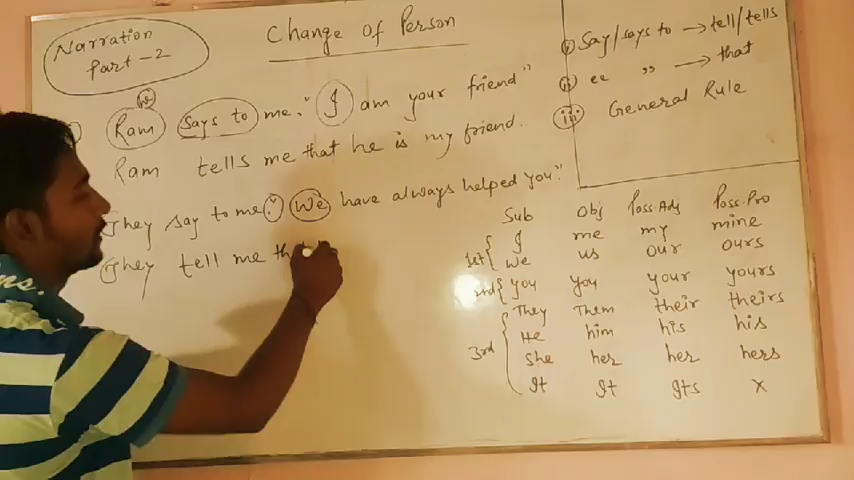 Narration
Part-2
Change of Person
(i) Say/says to → tell/tells
(ii) " " → that
(iii) General Rule
He
Ram says to me, "I am your friend"
Ram tells me that he is my friend.
They say to me, "We have always helped you."
They tell me th
Sub Obj Poss.Adj Poss.Pro
1st { I me my mine
We us our ours
2nd { you you your yours
3rd { They Them their theirs
He him his his
She her her hers
It It Its X